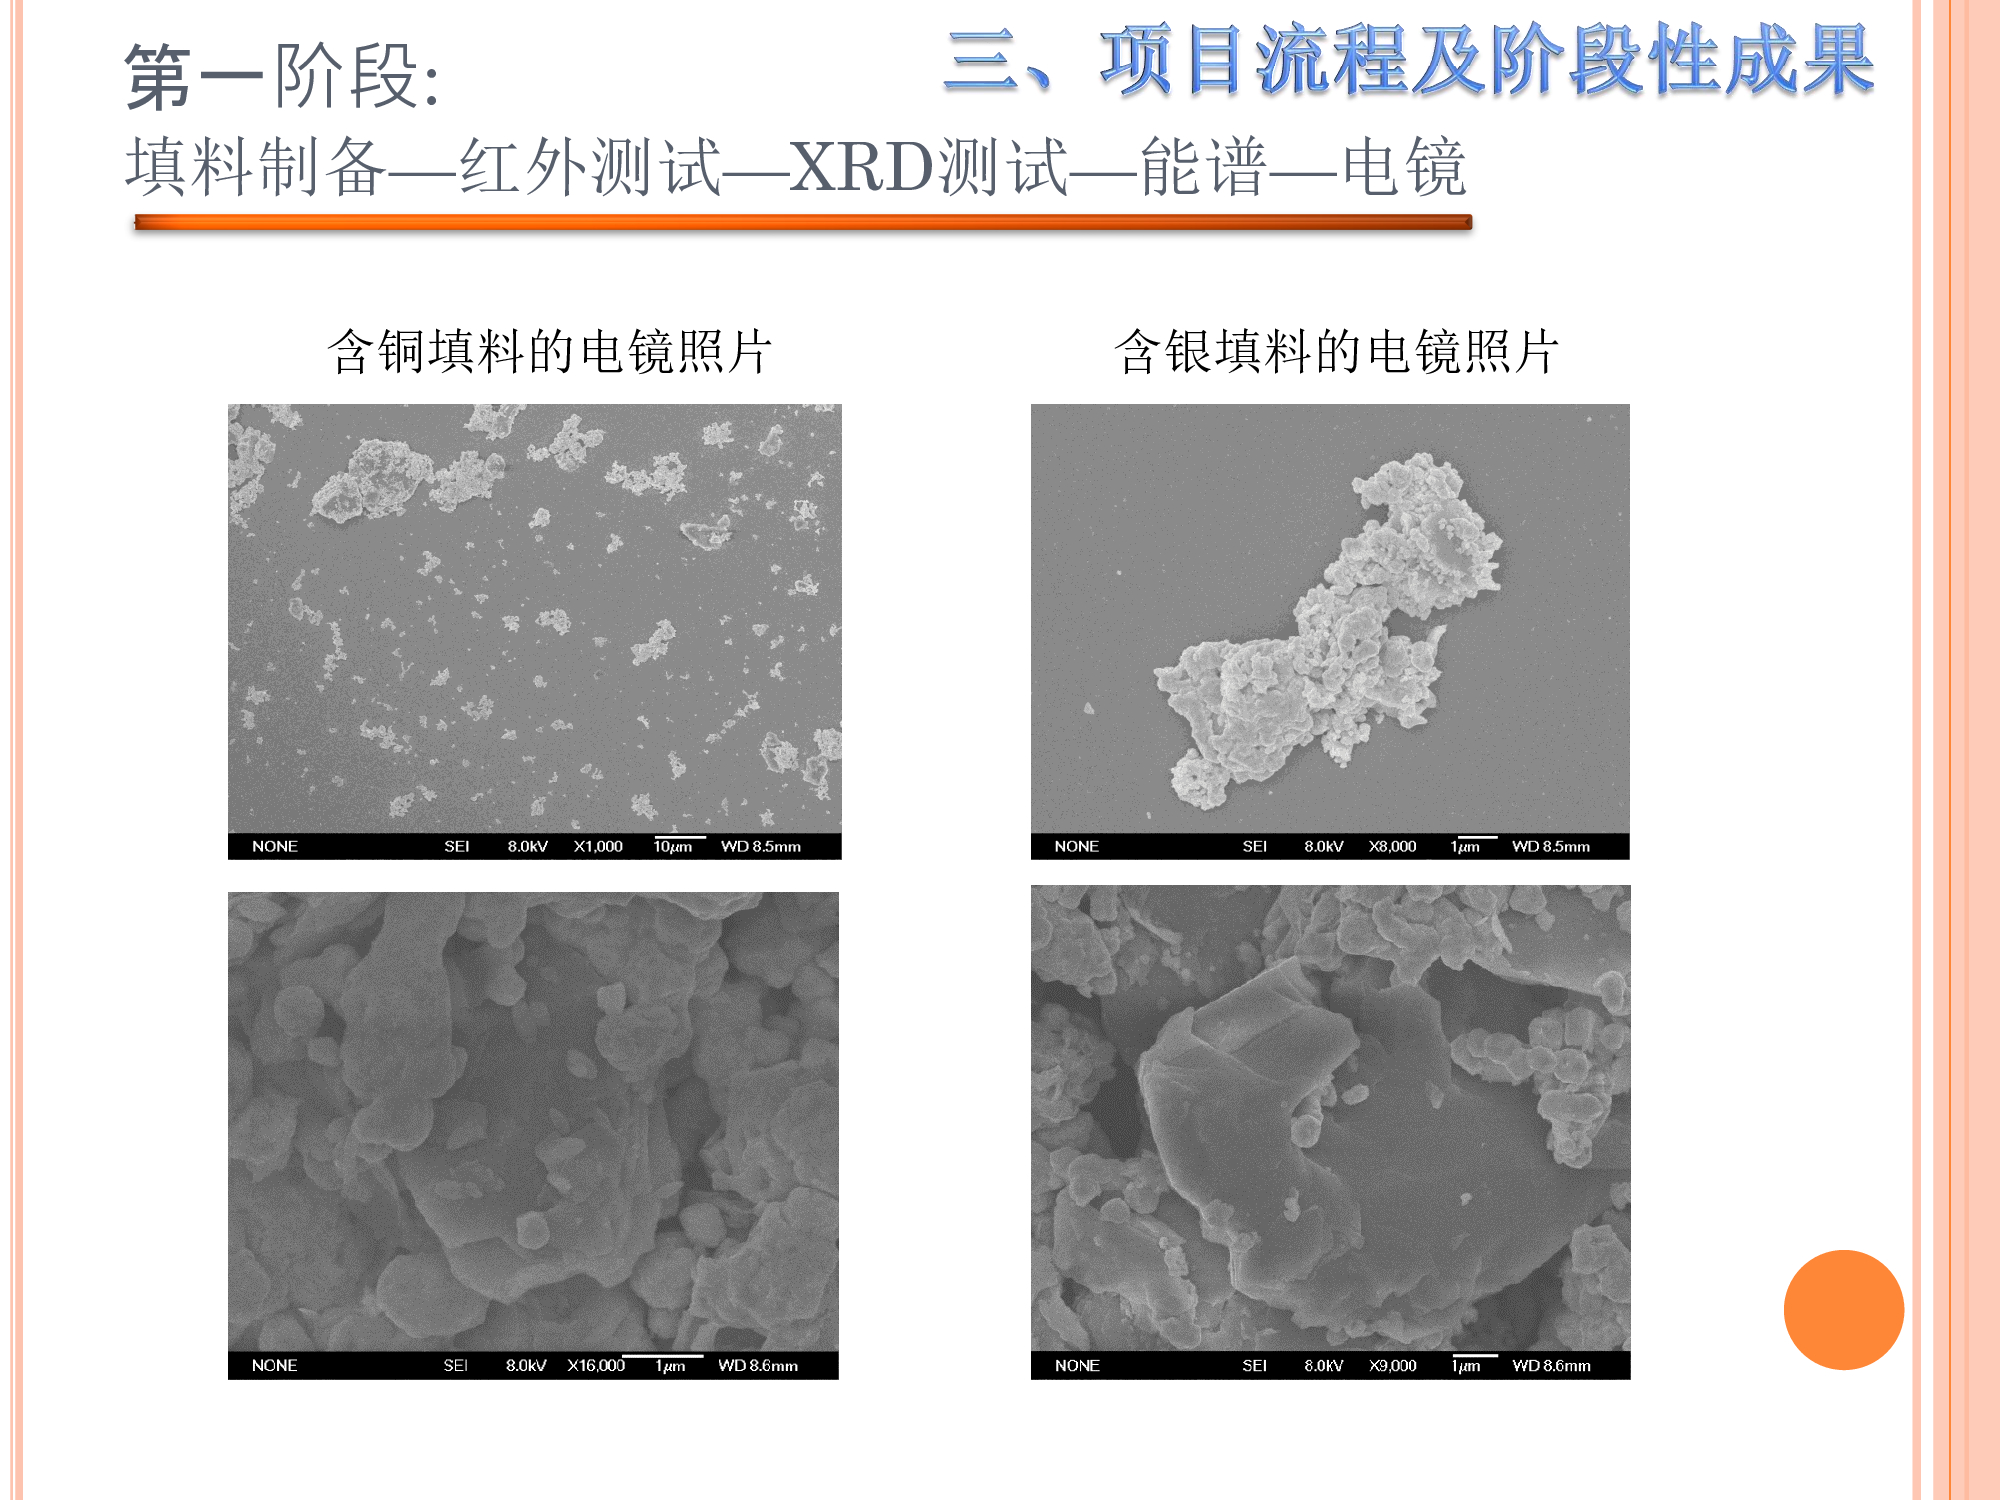 三、项目流程及阶段性成果
第一阶段:
填料制备—红外测试—XRD测试—能谱—电镜
含铜填料的电镜照片
含银填料的电镜照片
NONE SEI 8.0kV X1,000 10μm WD 8.5mm
NONE SEI 8.0kV X8,000 1μm WD 8.5mm
NONE SEI 8.0kV X16,000 1μm WD 8.6mm
NONE SEI 8.0kV X9,000 1μm WD 8.6mm